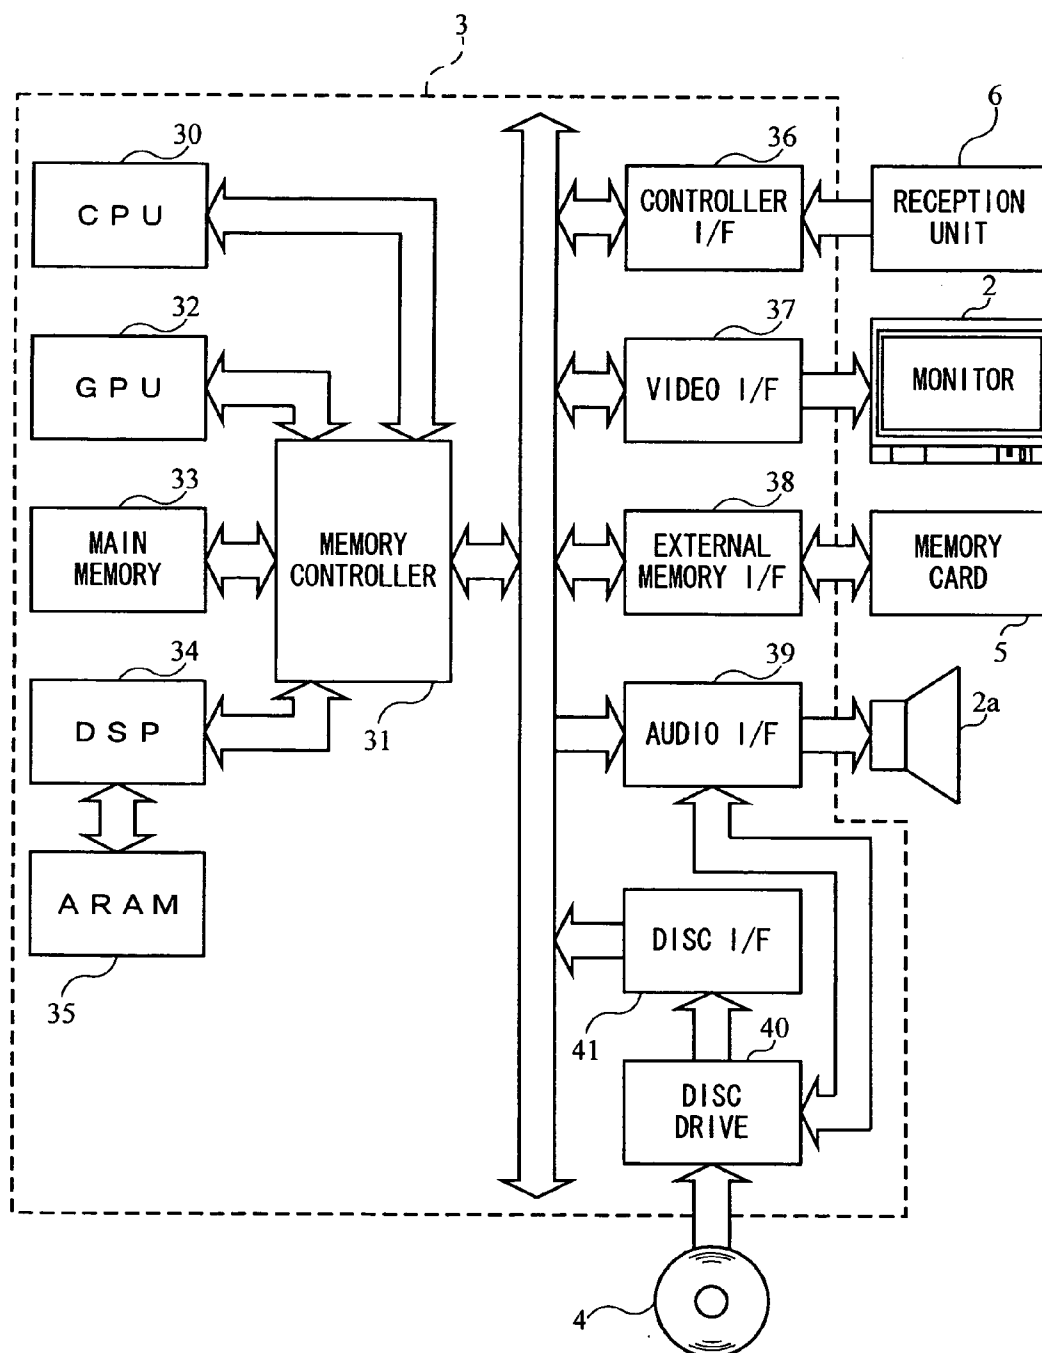 3
30
CPU
36
CONTROLLER
I/F
6
RECEPTION
UNIT
32
GPU
37
VIDEO I/F
2
MONITOR
33
MAIN
MEMORY
MEMORY
CONTROLLER
31
38
EXTERNAL
MEMORY I/F
MEMORY
CARD
5
34
DSP
39
AUDIO I/F
2a
ARAM
35
DISC I/F
41
40
DISC
DRIVE
4